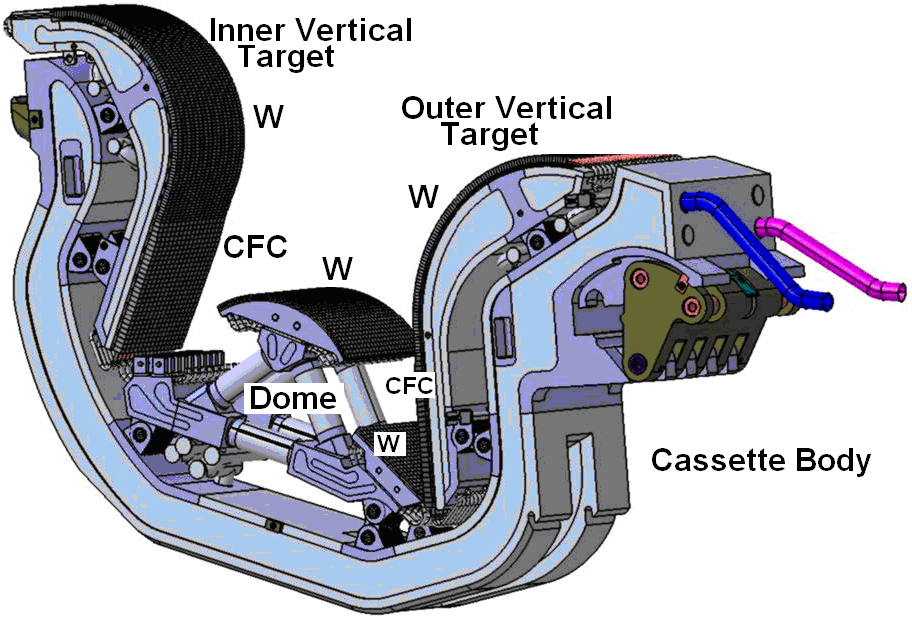 Inner Vertical
Target
W
Outer Vertical
Target
W
CFC
W
Dome
CFC
W
Cassette Body